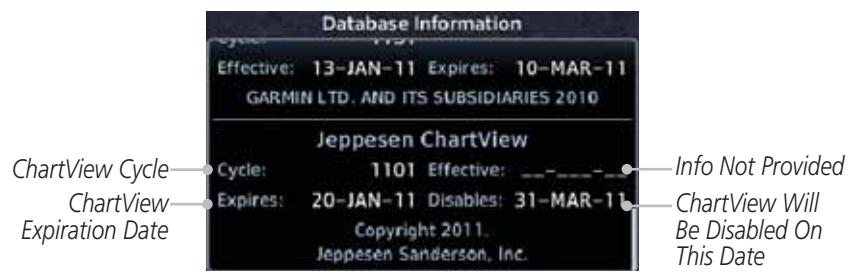 Database Information
Effective: 13-JAN-11 Expires: 10-MAR-11
GARMIN LTD. AND ITS SUBSIDIARIES 2010
Jeppesen ChartView
ChartView Cycle
Cycle: 1101 Effective: __-___-__
Info Not Provided
ChartView
Expiration Date
Expires: 20-JAN-11 Disables: 31-MAR-11
ChartView Will
Be Disabled On
This Date
Copyright 2011.
Jeppesen Sanderson, Inc.